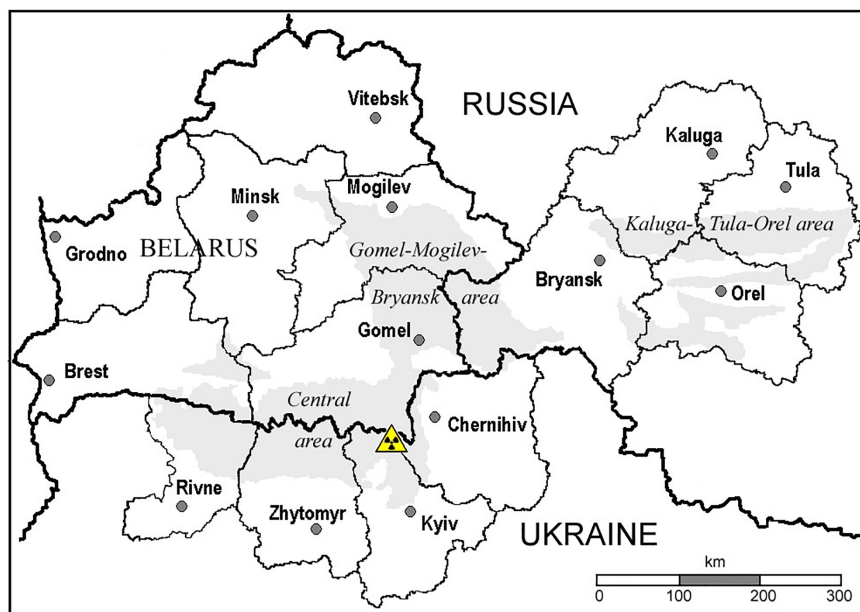 Vitebsk
RUSSIA
Kaluga
Tula
Mogilev
Minsk
Kaluga- Tula-Orel area
Grodno
BELARUS
Gomel-Mogilev-
Bryansk
Bryansk area
Orel
Gomel
Brest
Central
area
Chernihiv
Rivne
Zhytomyr
Kyiv
UKRAINE
km
0 100 200 300